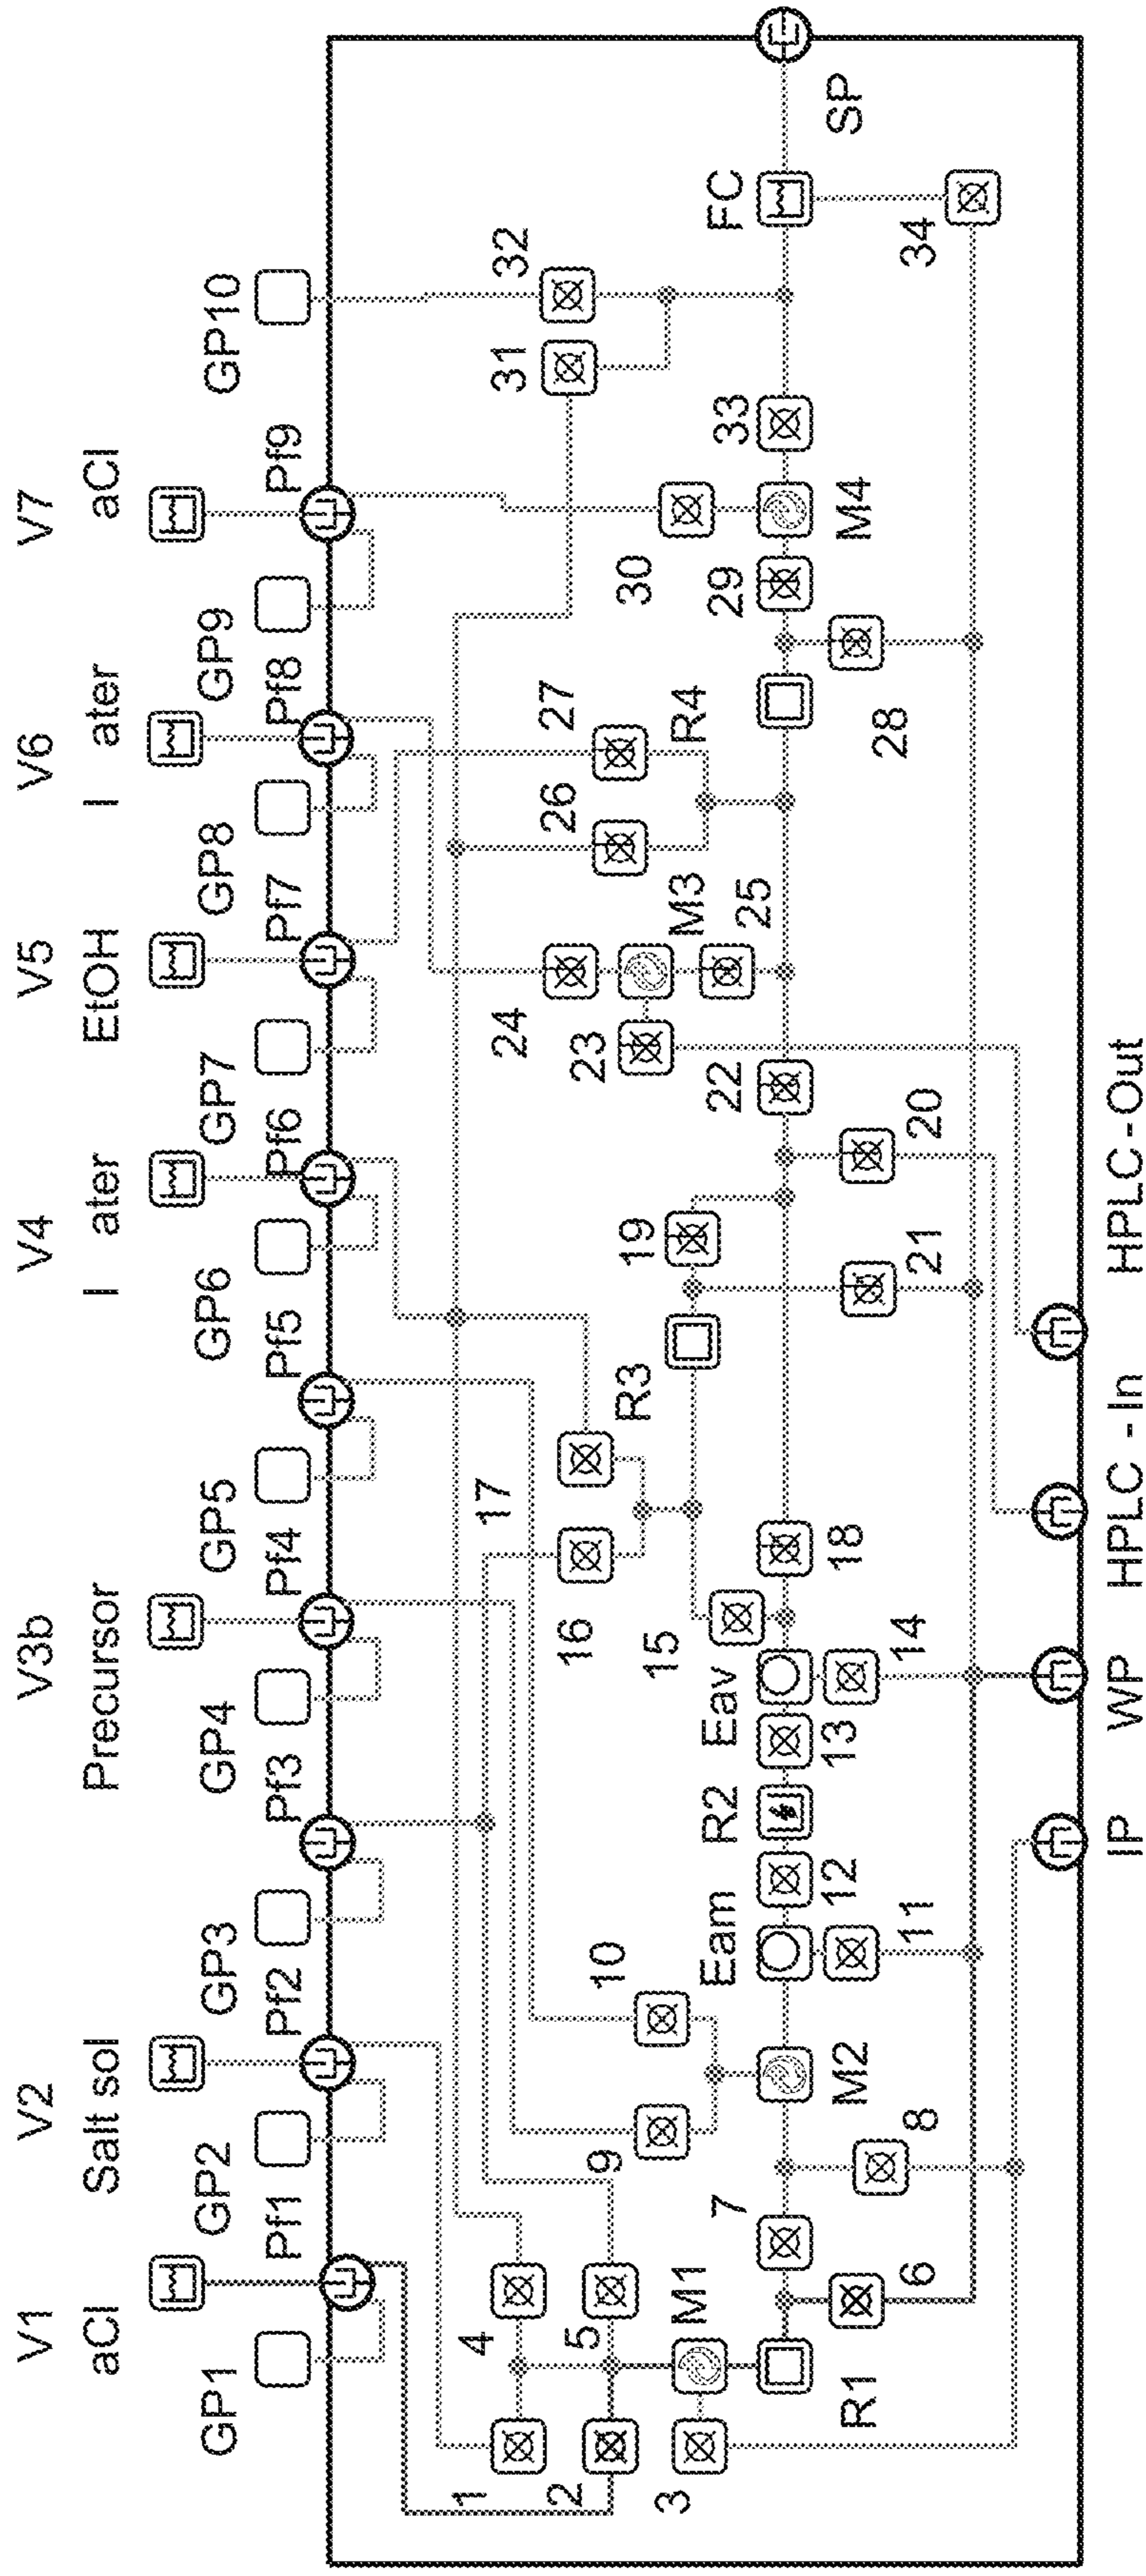 V1 V2 V3b V4 V5 V6 V7
aCl Salt sol Precursor l ater EtOH l ater aCl
GP1 GP2 GP3 GP4 GP5 GP6 GP7 GP8 GP9 GP10
Pf1 Pf2 Pf3 Pf4 Pf5 Pf6 Pf7 Pf8 Pf9
1 4 17 24 31 32
2 5 9 10 16 R3 23 26 27 30
3 M1 7 15 19 M3 R4 29 33
Eam R2 Eav 22 25 FC
R1 M2 12 13 18 M4 SP
6 8 11 14 21 20 28 34
IP WP HPLC - In HPLC - Out